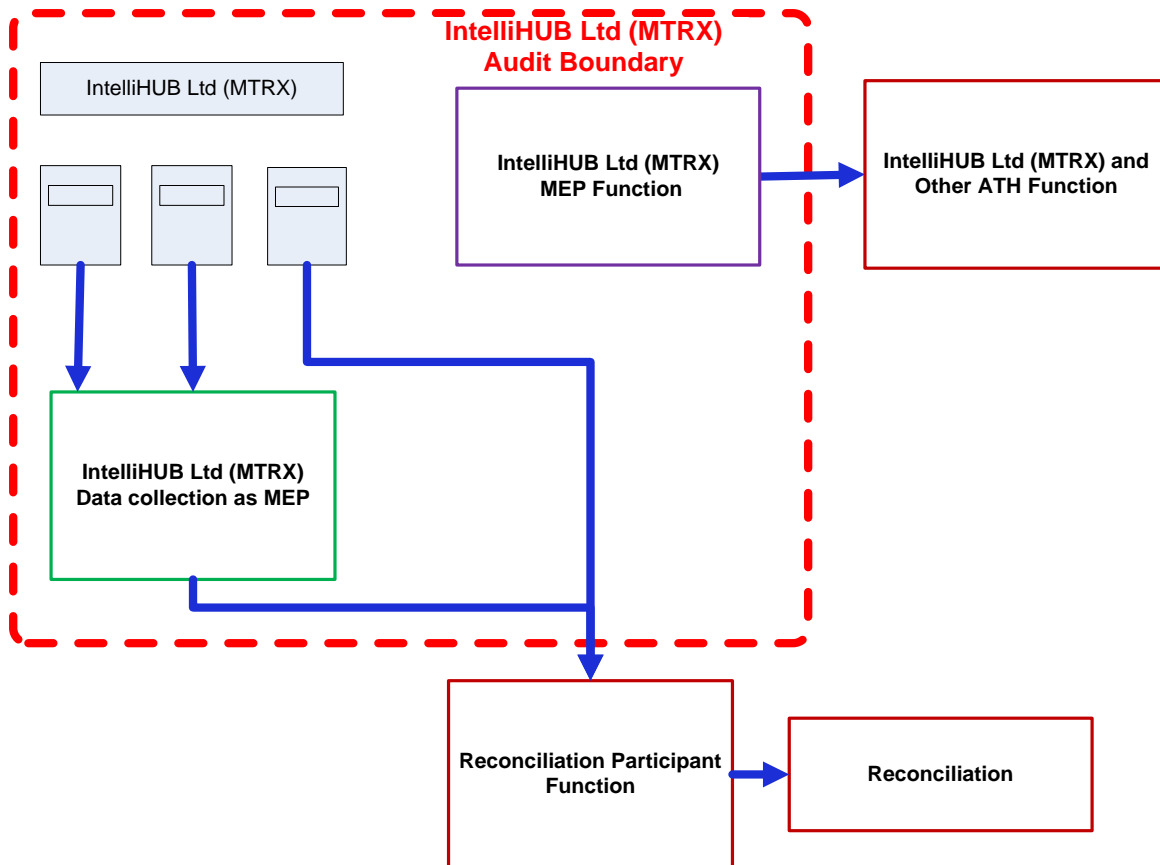 IntelliHUB Ltd (MTRX)
Audit Boundary
IntelliHUB Ltd (MTRX)
IntelliHUB Ltd (MTRX)
MEP Function
IntelliHUB Ltd (MTRX) and
Other ATH Function
IntelliHUB Ltd (MTRX)
Data collection as MEP
Reconciliation Participant
Function
Reconciliation